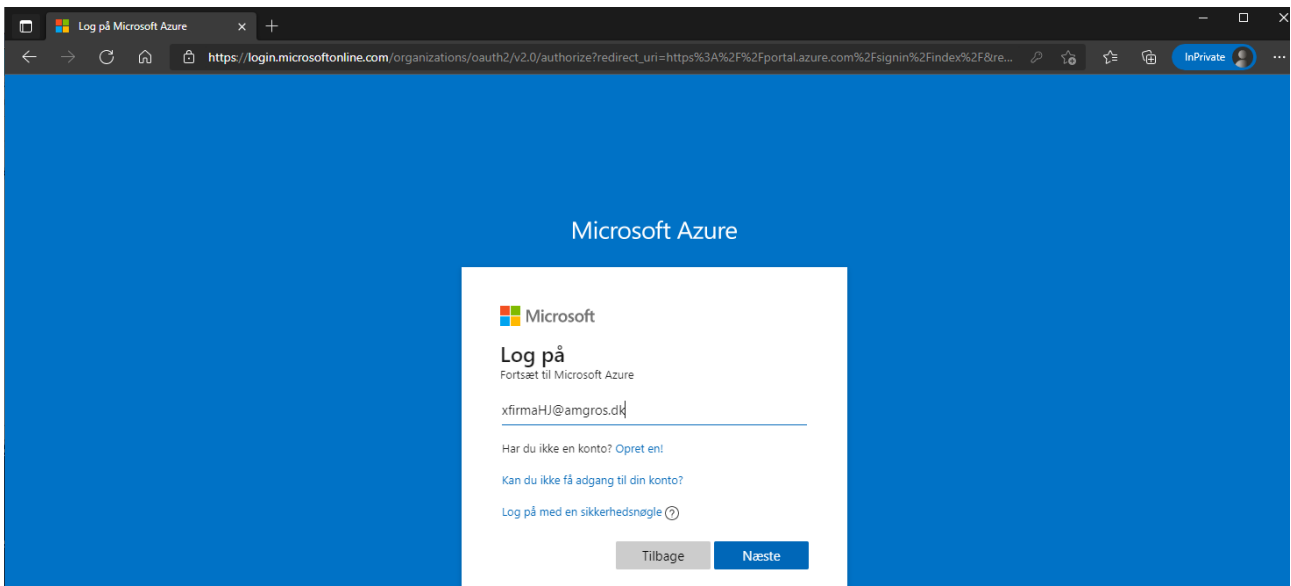 Log på Microsoft Azure
https://login.microsoftonline.com/organizations/oauth2/v2.0/authorize?redirect_uri=https%3A%2F%2Fportal.azure.com%2Fsignin%2Findex%2F&re...
InPrivate
Microsoft Azure
Microsoft
Log på
Fortsæt til Microsoft Azure
xfirmaHJ@amgros.dk
Har du ikke en konto? Opret en!
Kan du ikke få adgang til din konto?
Log på med en sikkerhedsnøgle ?
Tilbage Næste